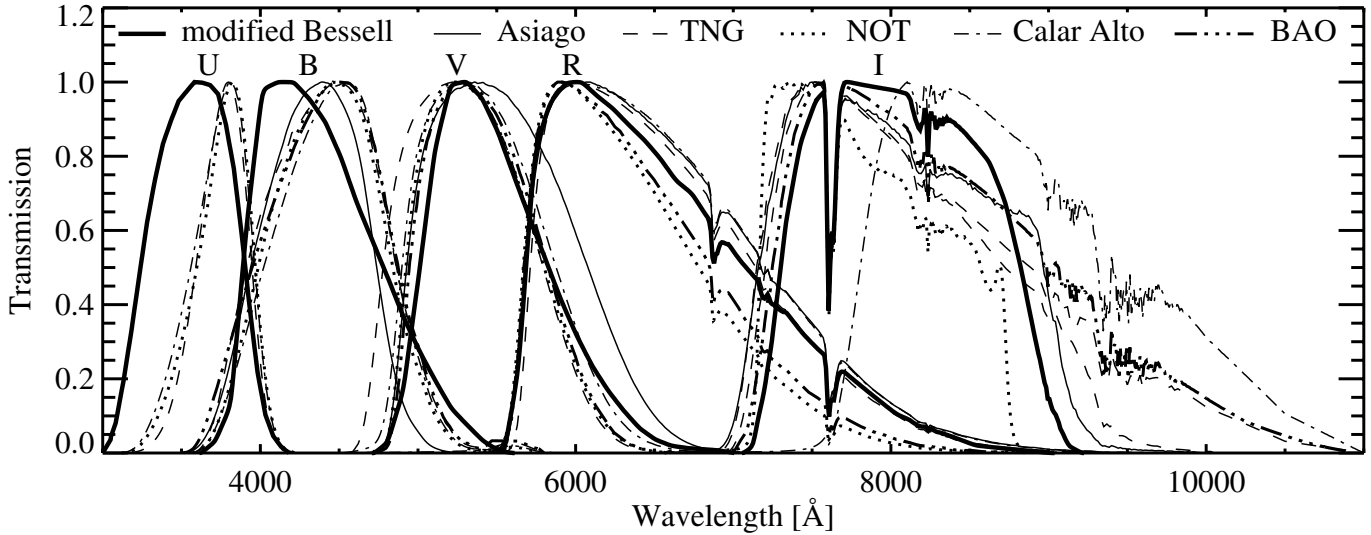 1.2
modified Bessell Asiago TNG NOT Calar Alto BAO
U B V R I
1.0
0.8
0.6
0.4
0.2
0.0
Transmission
4000 6000 8000 10000
Wavelength [Å]